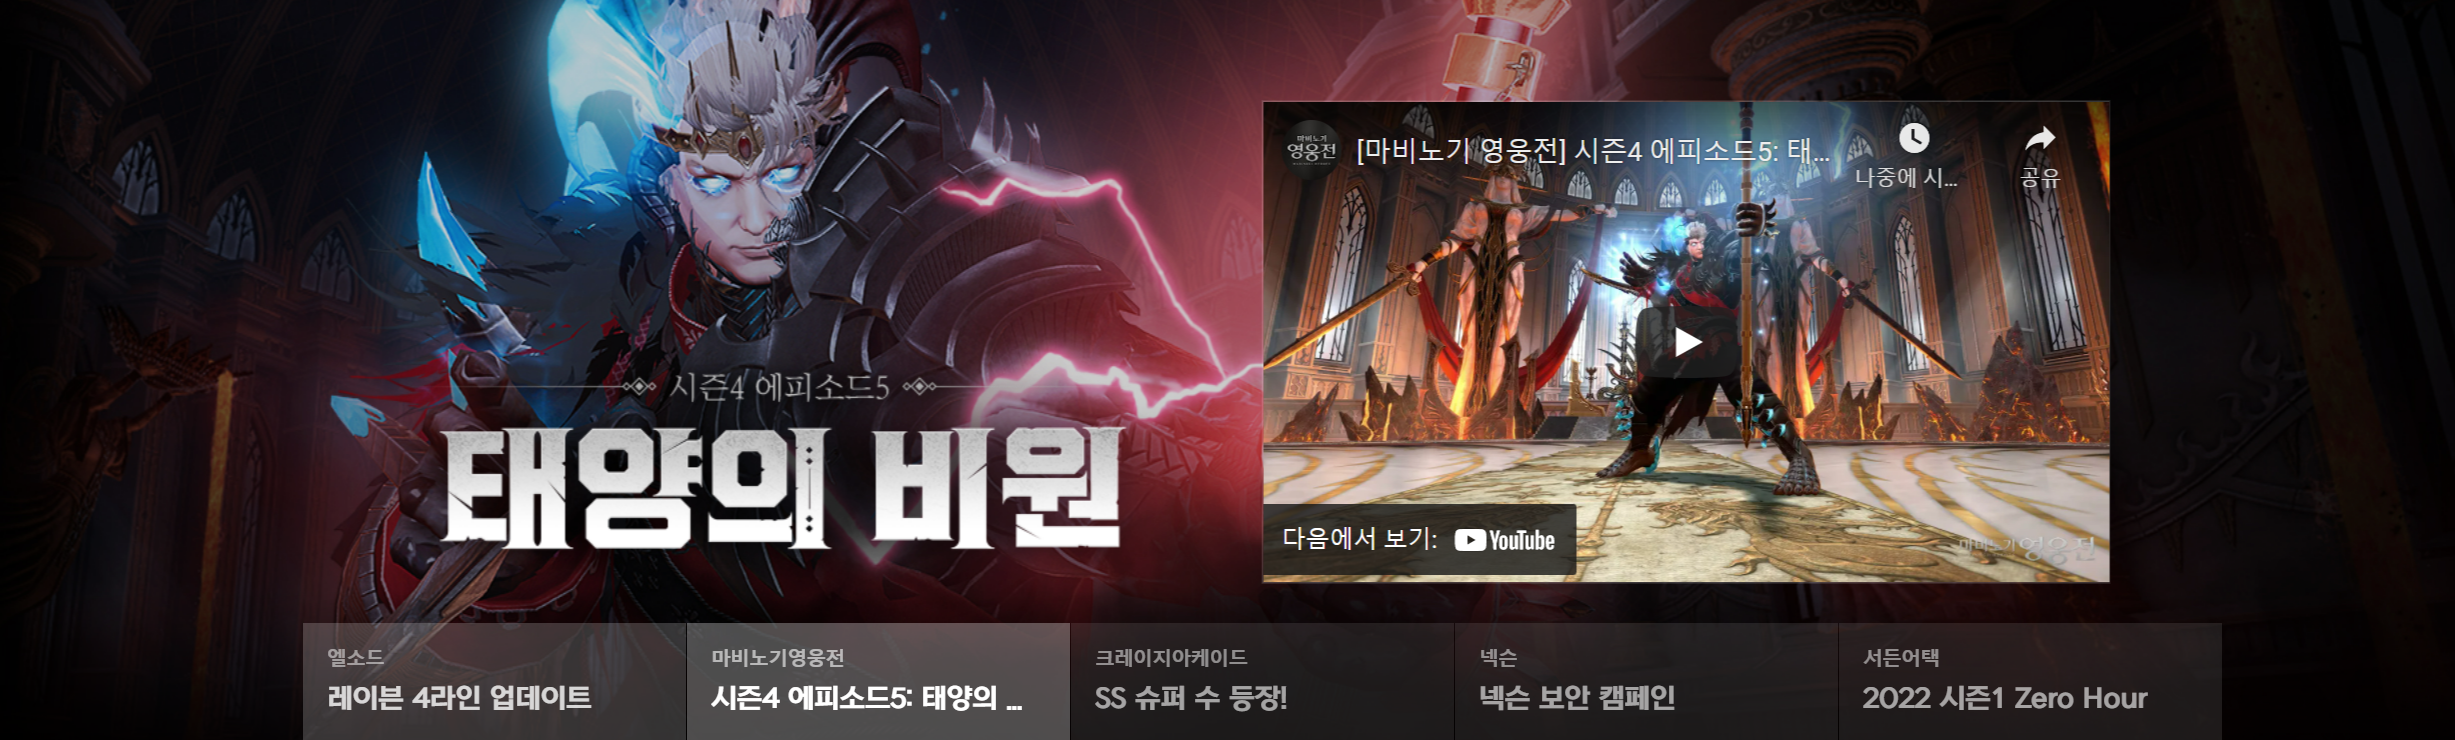 마비노기
영웅전
[마비노기 영웅전] 시즌4 에피소드5: 태...
나중에 시...
공유
시즌4 에피소드5
태양의 비원
다음에서 보기: YouTube
마비노기 영웅전
엘소드
레이븐 4라인 업데이트
마비노기영웅전
시즌4 에피소드5: 태양의 ...
크레이지아케이드
SS 슈퍼 수 등장!
넥슨
넥슨 보안 캠페인
서든어택
2022 시즌1 Zero Hour